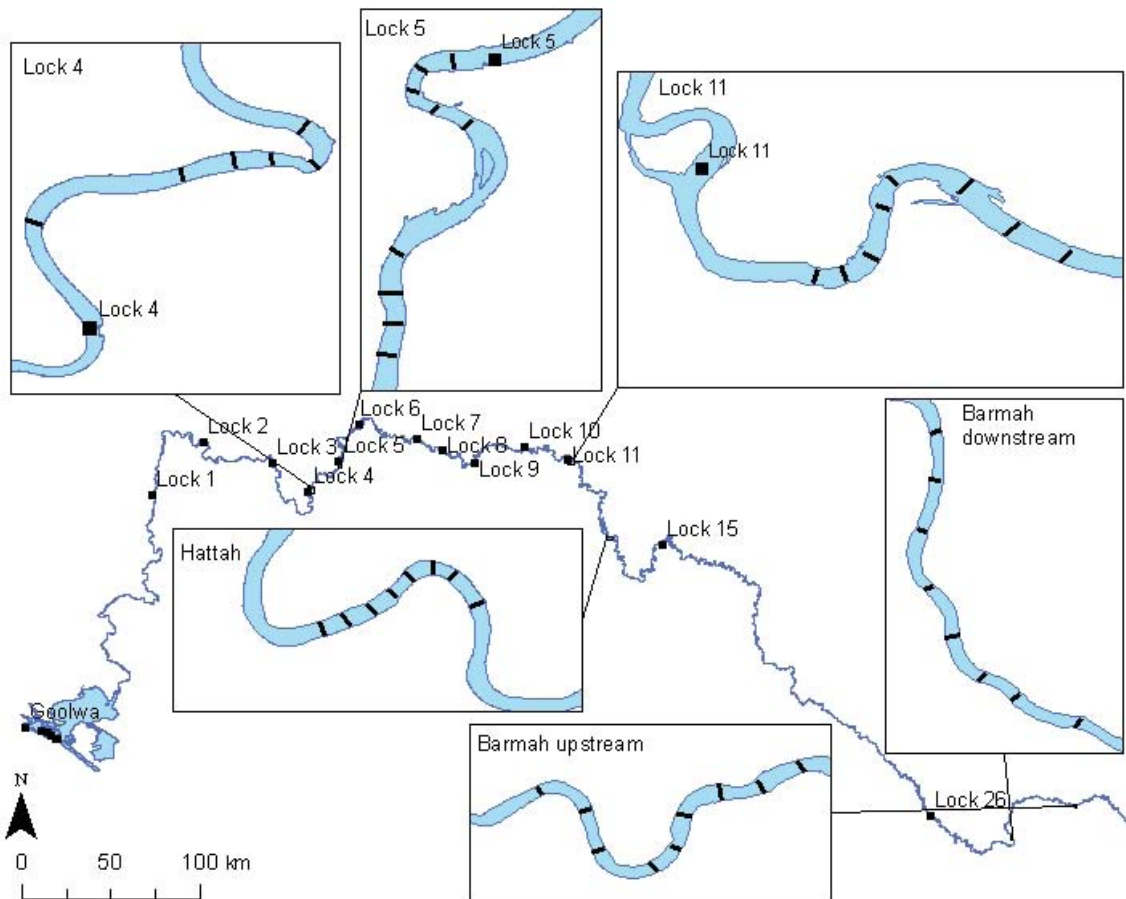 Lock 4
Lock 4
Lock 5
Lock 5
Lock 11
Lock 11
Barmah
downstream
Lock 6
Lock 2
Lock 7
Lock 10
Lock 3
Lock 5
Lock 8
Lock 11
Lock 9
Lock 4
Lock 1
Hattah
Lock 15
Goolwa
Barmah upstream
Lock 26
N
0 50 100 km